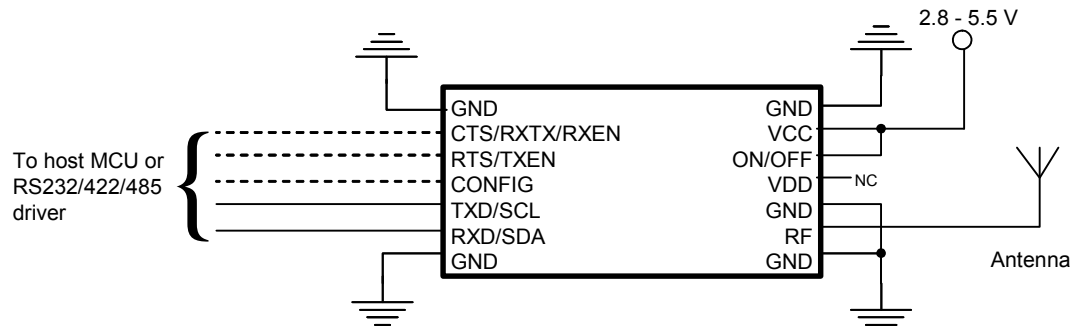 2.8 - 5.5 V
GND
CTS/RXTX/RXEN
RTS/TXEN
CONFIG
TXD/SCL
RXD/SDA
GND
GND
VCC
ON/OFF
VDD
GND
RF
GND
NC
To host MCU or
RS232/422/485
driver
Antenna